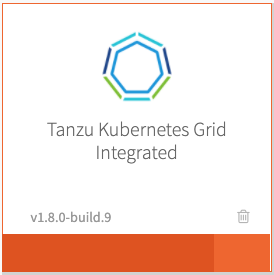 Tanzu Kubernetes Grid
Integrated
v1.8.0-build.9